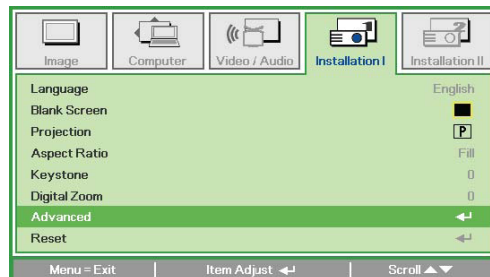 Image Computer Video / Audio Installation I Installation II
Language English
Blank Screen
Projection P
Aspect Ratio Fill
Keystone 0
Digital Zoom 0
Advanced
Reset
Menu = Exit Item Adjust Scroll